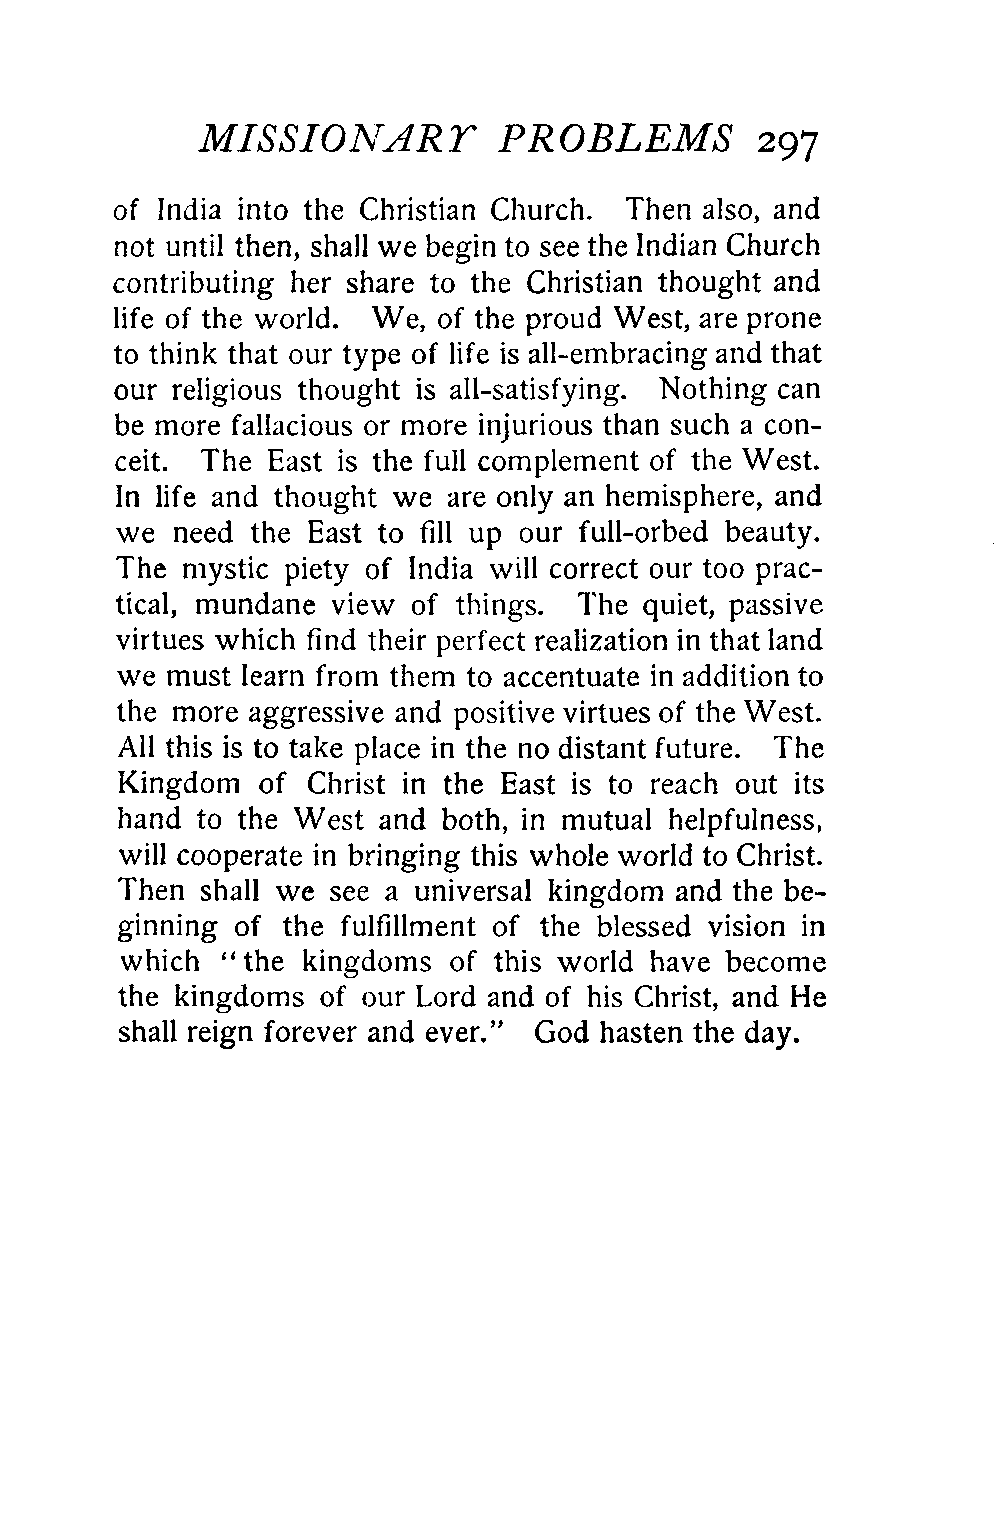 MISSIONARY PROBLEMS 297
of India into the Christian Church. Then also, and
not until then, shall we begin to see the Indian Church
contributing her share to the Christian thought and
life of the world. We, of the proud West, are prone
to think that our type of life is all-embracing and that
our religious thought is all-satisfying. Nothing can
be more fallacious or more injurious than such a con-
ceit. The East is the full complement of the West.
In life and thought we are only an hemisphere, and
we need the East to fill up our full-orbed beauty.
The mystic piety of India will correct our too prac-
tical, mundane view of things. The quiet, passive
virtues which find their perfect realization in that land
we must learn from them to accentuate in addition to
the more aggressive and positive virtues of the West.
All this is to take place in the no distant future. The
Kingdom of Christ in the East is to reach out its
hand to the West and both, in mutual helpfulness,
will cooperate in bringing this whole world to Christ.
Then shall we see a universal kingdom and the be-
ginning of the fulfillment of the blessed vision in
which "the kingdoms of this world have become
the kingdoms of our Lord and of his Christ, and He
shall reign forever and ever." God hasten the day.